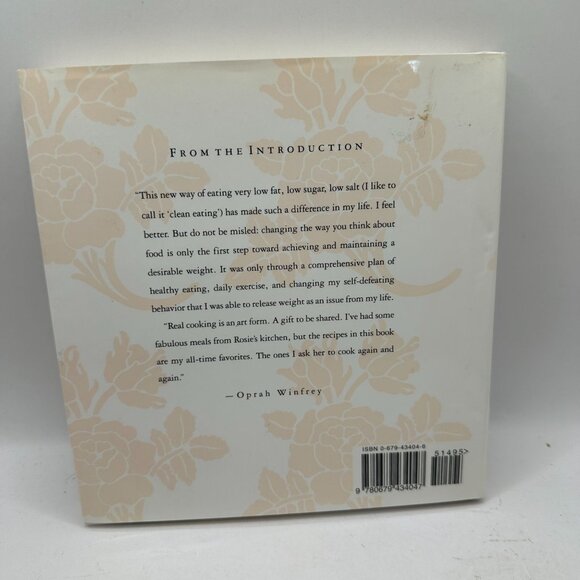 FROM THE INTRODUCTION
"This new way of eating very low fat, low sugar, low salt (I like to
call it 'clean eating') has made such a difference in my life. I feel
better. But do not be misled: changing the way you think about
food is only the first step toward achieving and maintaining a
desirable weight. It was only through a comprehensive plan of
healthy eating, daily exercise, and changing my self-defeating
behavior that I was able to release weight as an issue from my life.
"Real cooking is an art form. A gift to be shared. I've had some
fabulous meals from Rosie's kitchen, but the recipes in this book
are my all-time favorites. The ones I ask her to cook again and
again."
—Oprah Winfrey
ISBN 0-679-43404-6
51495>
9 780679 434047